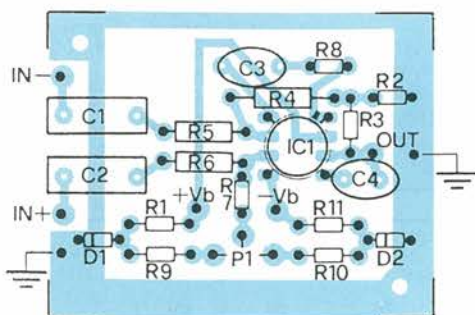 IN-
C3
R8
R2
R4
C1
R5
R3
IC1
OUT
C2
R6
R7
C4
+Vb
-Vb
IN+
R1
R11
D1
R9
P1
R10
D2